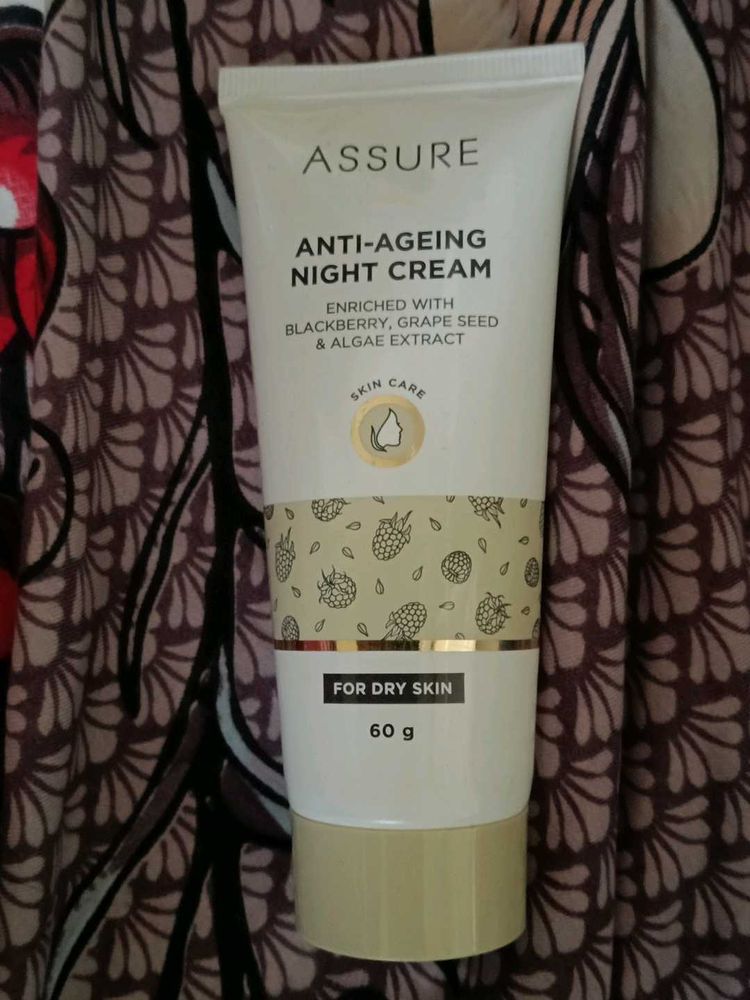 ASSURE
ANTI-AGEING
NIGHT CREAM
ENRICHED WITH
BLACKBERRY, GRAPE SEED
& ALGAE EXTRACT
SKIN CARE
FOR DRY SKIN
60 g